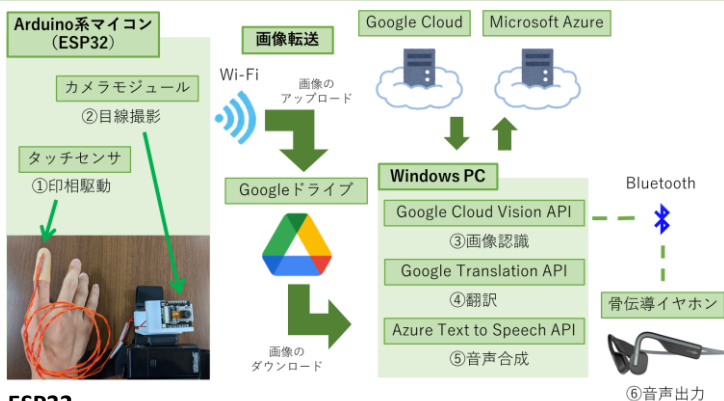 Arduino系マイコン
（ESP32）
カメラモジュール
②目線撮影
タッチセンサ
①印相駆動
画像転送
Wi-Fi
画像の
アップロード
Googleドライブ
画像の
ダウンロード
Google Cloud
Microsoft Azure
Windows PC
Google Cloud Vision API
③画像認識
Google Translation API
④翻訳
Azure Text to Speech API
⑤音声合成
Bluetooth
骨伝導イヤホン
⑥音声出力